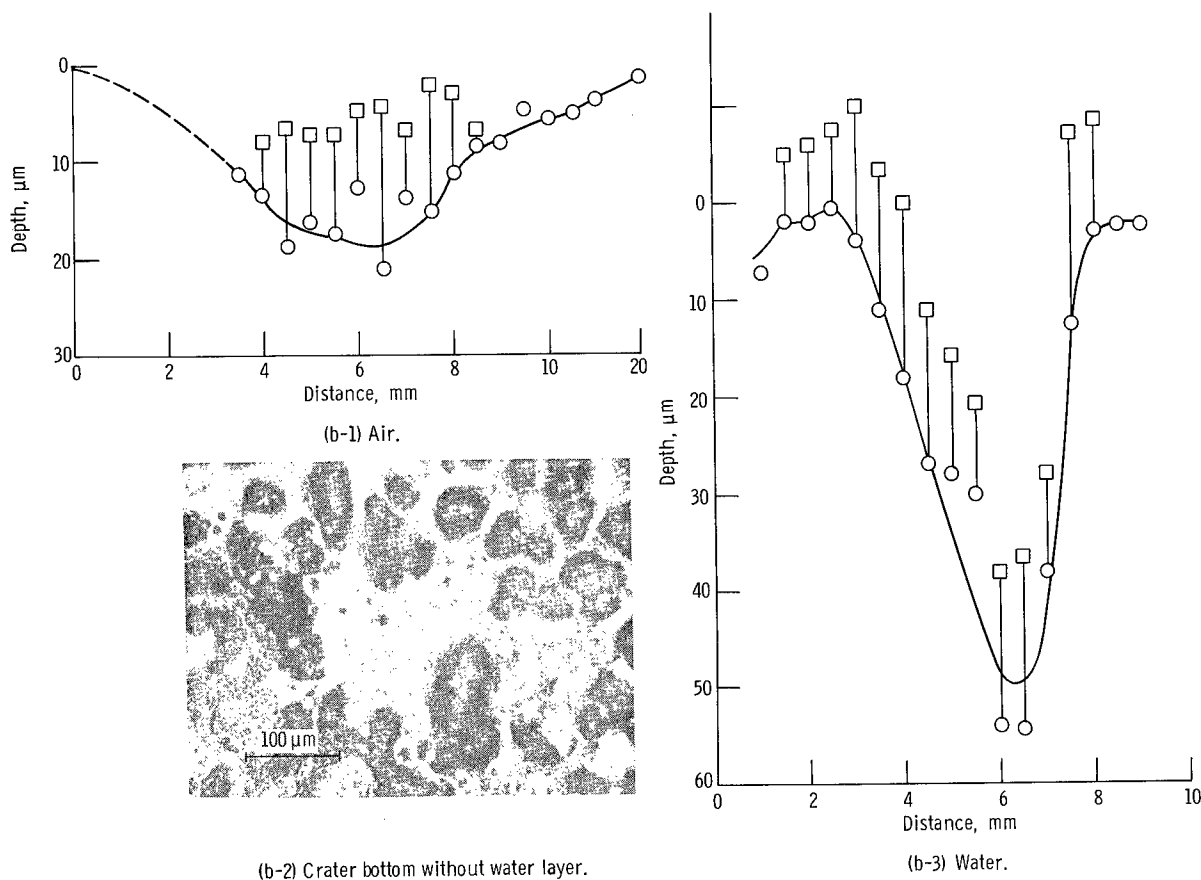 0
10
20
30
Depth, µm
0 2 4 6 8 10 20
Distance, mm
(b-1) Air.
100 µm
(b-2) Crater bottom without water layer.
0
10
20
30
40
50
60
Depth, µm
0 2 4 6 8 10
Distance, mm
(b-3) Water.